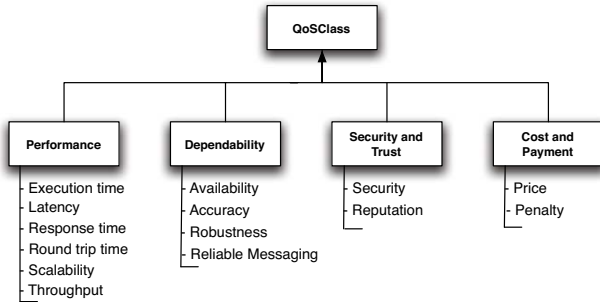 QoSClass
Performance
- Execution time
- Latency
- Response time
- Round trip time
- Scalability
- Throughput
Dependability
- Availability
- Accuracy
- Robustness
- Reliable Messaging
Security and
Trust
- Security
- Reputation
Cost and
Payment
- Price
- Penalty